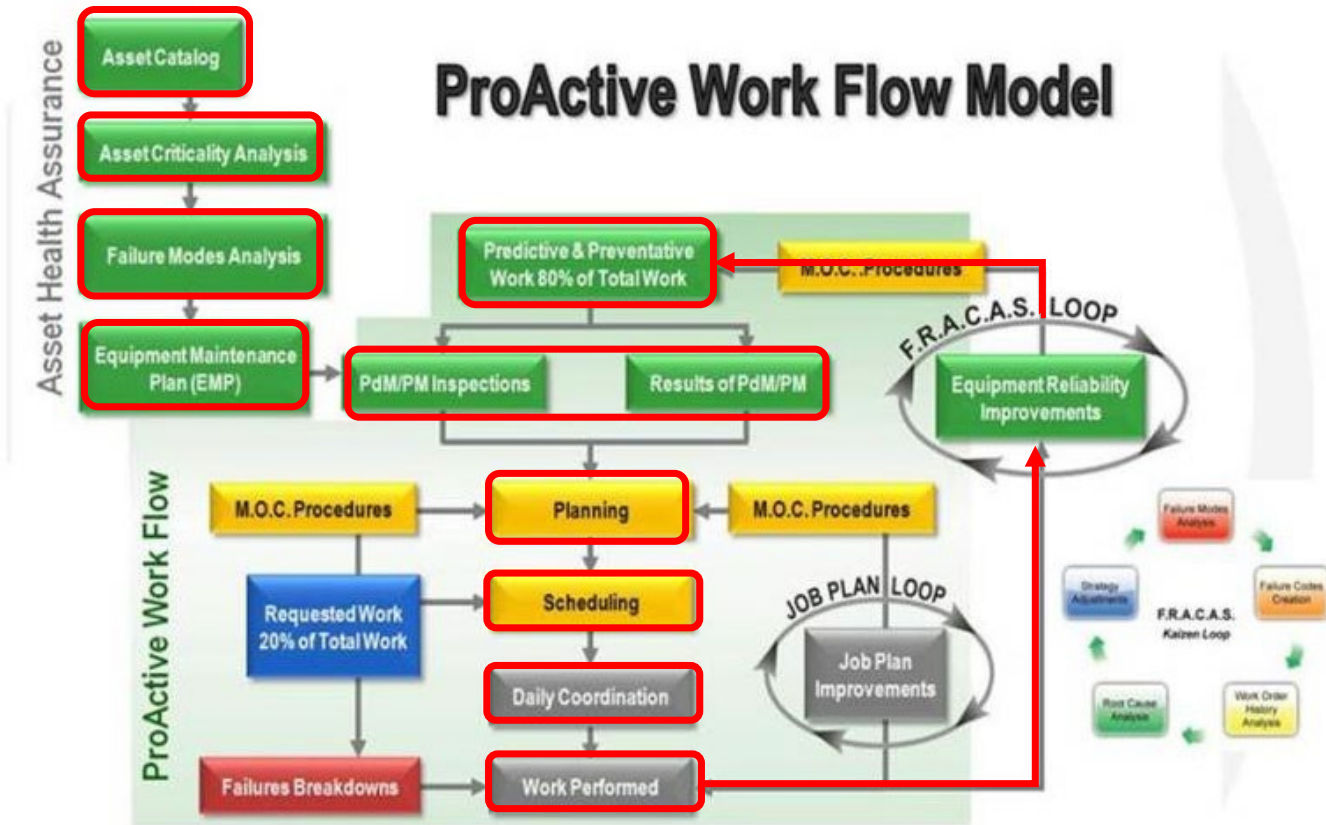 ProActive Work Flow Model
Asset Health Assurance
Asset Catalog
Asset Criticality Analysis
Failure Modes Analysis
Equipment Maintenance
Plan (EMP)
Predictive & Preventative
Work 80% of Total Work
M.O.C. .Procedures
PdM/PM Inspections
Results of PdM/PM
F.R.A.C.A.S. LOOP
Equipment Reliability
Improvements
ProActive Work Flow
M.O.C. Procedures
Planning
M.O.C. Procedures
Requested Work
20% of Total Work
Scheduling
JOB PLAN LOOP
Job Plan
Improvements
Daily Coordination
Failures Breakdowns
Work Performed
Failure Modes
Analysis
Strategy
Adjustments
Failure Codes
Creation
F.R.A.C.A.S.
Kaizen Loop
Root Cause
Analysis
Work Order
History
Analysis